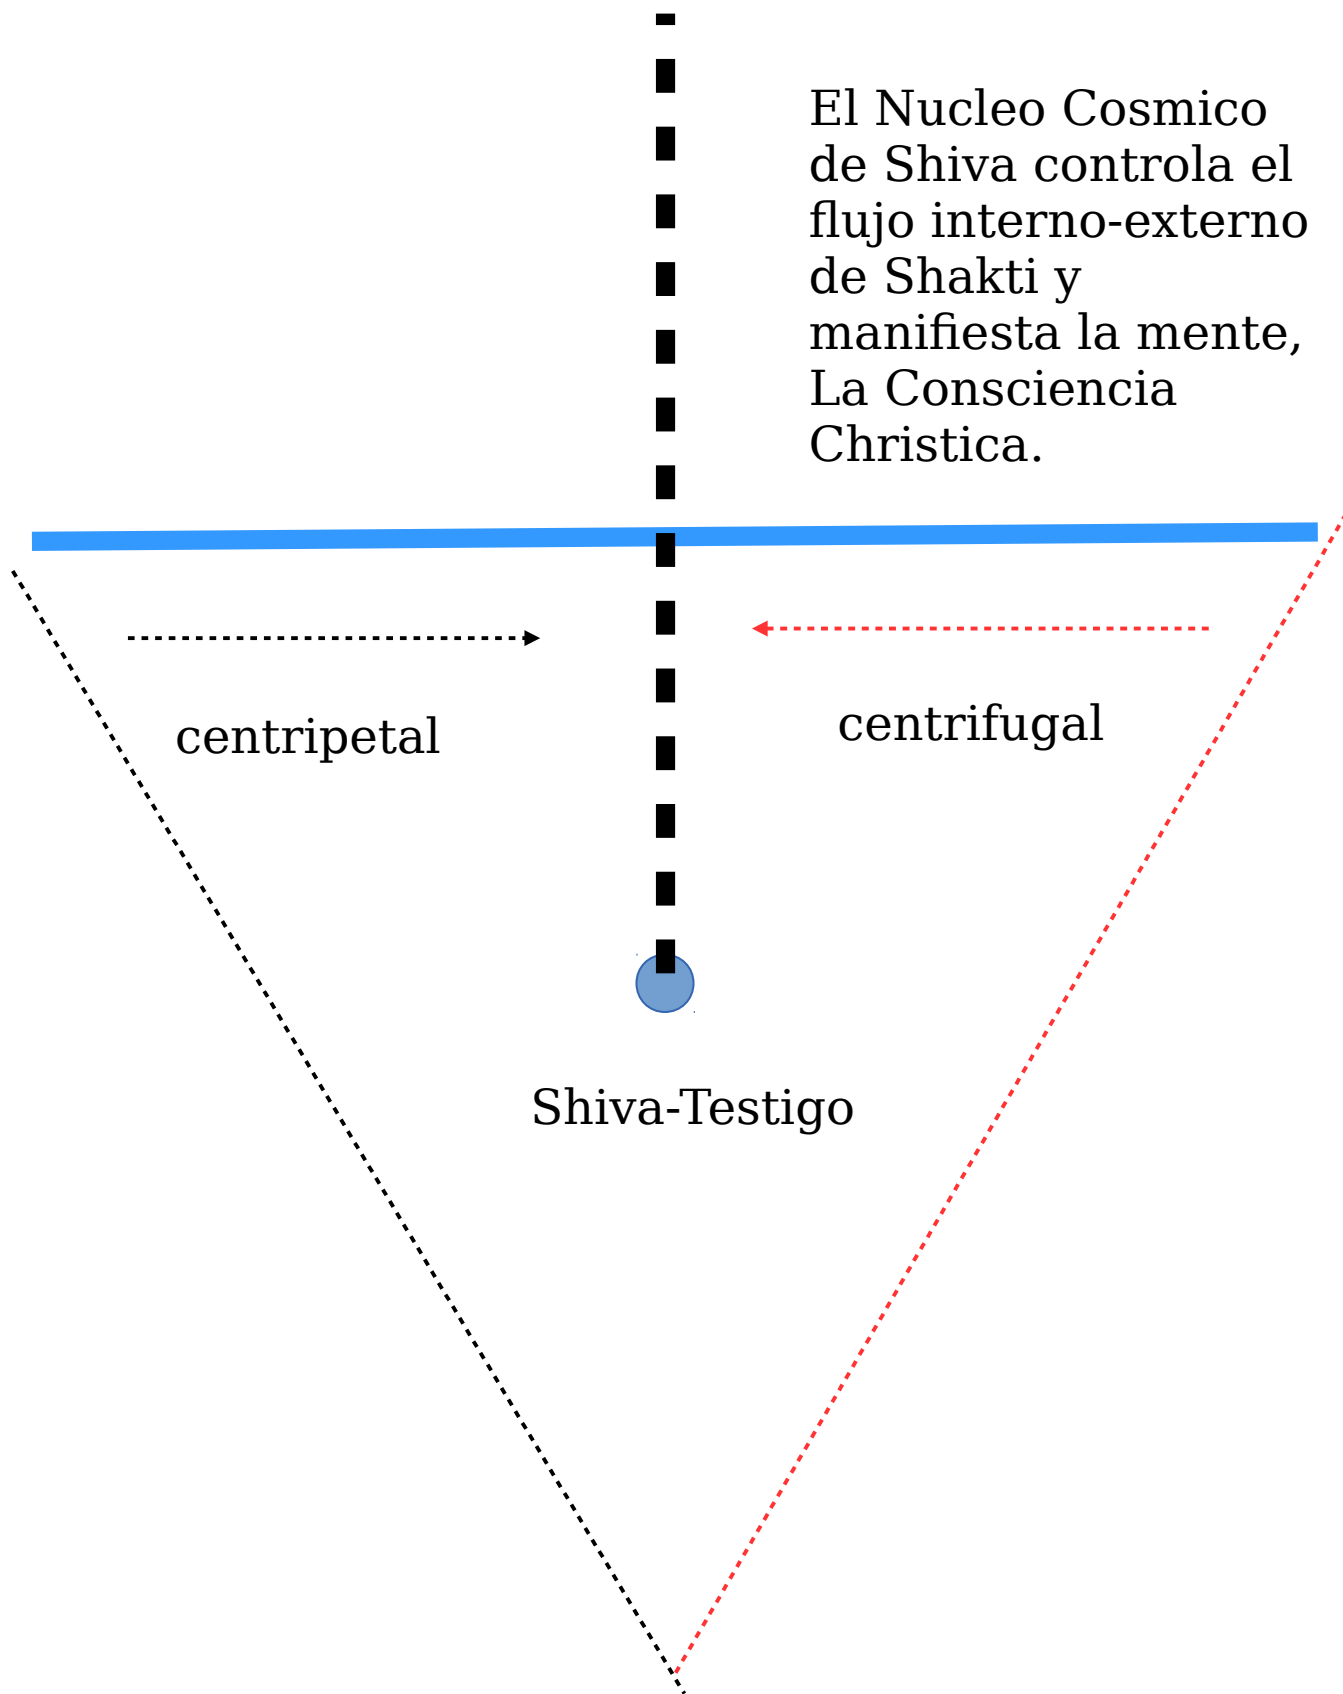 El Nucleo Cosmico
de Shiva controla el
flujo interno-externo
de Shakti y
manifiesta la mente,
La Consciencia
Christica.
centripetal
centrifugal
Shiva-Testigo